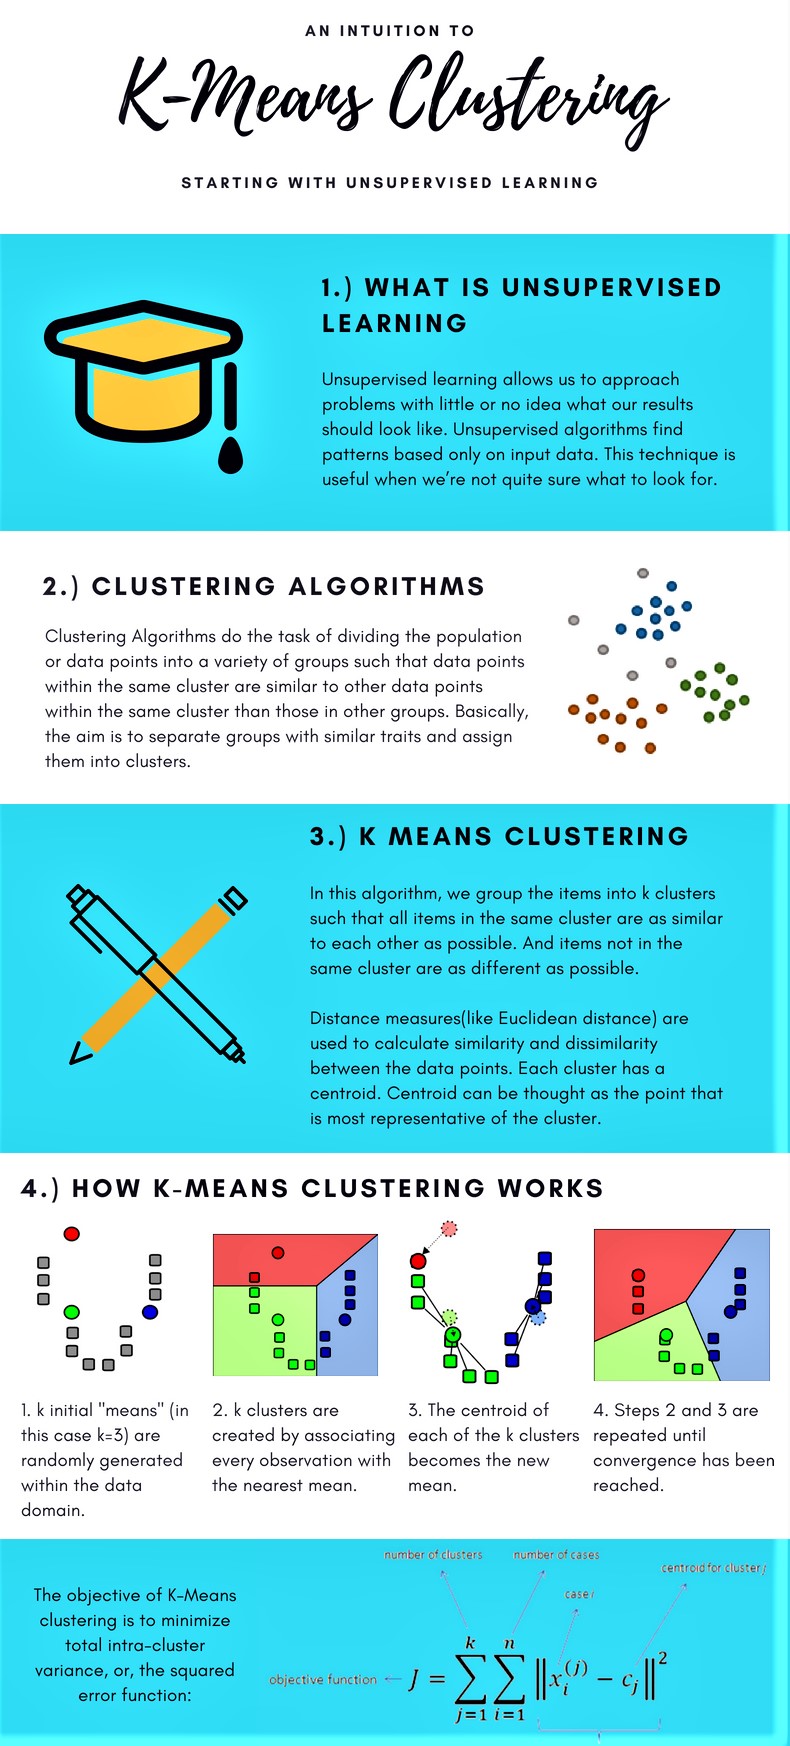 AN INTUITION TO
K-Means Clustering
STARTING WITH UNSUPERVISED LEARNING
1.) WHAT IS UNSUPERVISED
LEARNING
Unsupervised learning allows us to approach
problems with little or no idea what our results
should look like. Unsupervised algorithms find
patterns based only on input data. This technique is
useful when we're not quite sure what to look for.
2.) CLUSTERING ALGORITHMS
Clustering Algorithms do the task of dividing the population
or data points into a variety of groups such that data points
within the same cluster are similar to other data points
within the same cluster than those in other groups. Basically,
the aim is to separate groups with similar traits and assign
them into clusters.
3.) K MEANS CLUSTERING
In this algorithm, we group the items into k clusters
such that all items in the same cluster are as similar
to each other as possible. And items not in the
same cluster are as different as possible.
Distance measures(like Euclidean distance) are
used to calculate similarity and dissimilarity
between the data points. Each cluster has a
centroid. Centroid can be thought as the point that
is most representative of the cluster.
4.) HOW K-MEANS CLUSTERING WORKS
1. k initial "means" (in
this case k=3) are
randomly generated
within the data
domain.
2. k clusters are
created by associating
every observation with
the nearest mean.
3. The centroid of
each of the k clusters
becomes the new
mean.
4. Steps 2 and 3 are
repeated until
convergence has been
reached.
The objective of K-Means
clustering is to minimize
total intra-cluster
variance, or, the squared
error function:
number of clusters
number of cases
centroid for cluster j
case i
objective function ← J = ∑_{j=1}^{k} ∑_{i=1}^{n} ‖x_i^{(j)} − c_j‖²